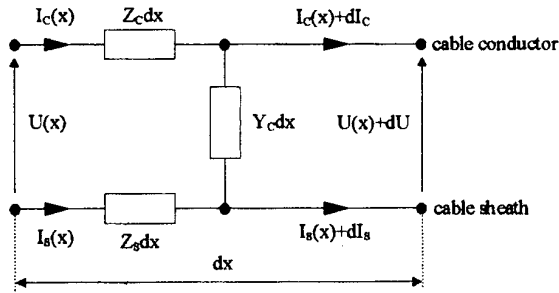 I_C(x) Z_Cdx I_C(x)+dI_C
cable conductor
U(x) Y_Cdx U(x)+dU
cable sheath
I_S(x) Z_Sdx I_S(x)+dI_S
dx